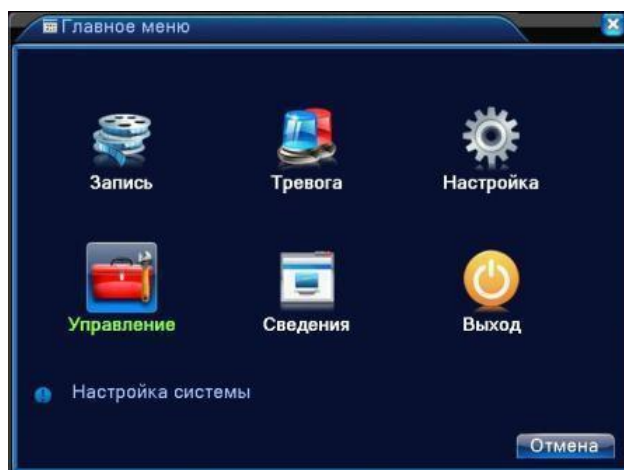 Главное меню
Запись Тревога Настройка
Управление Сведения Выход
Настройка системы
Отмена